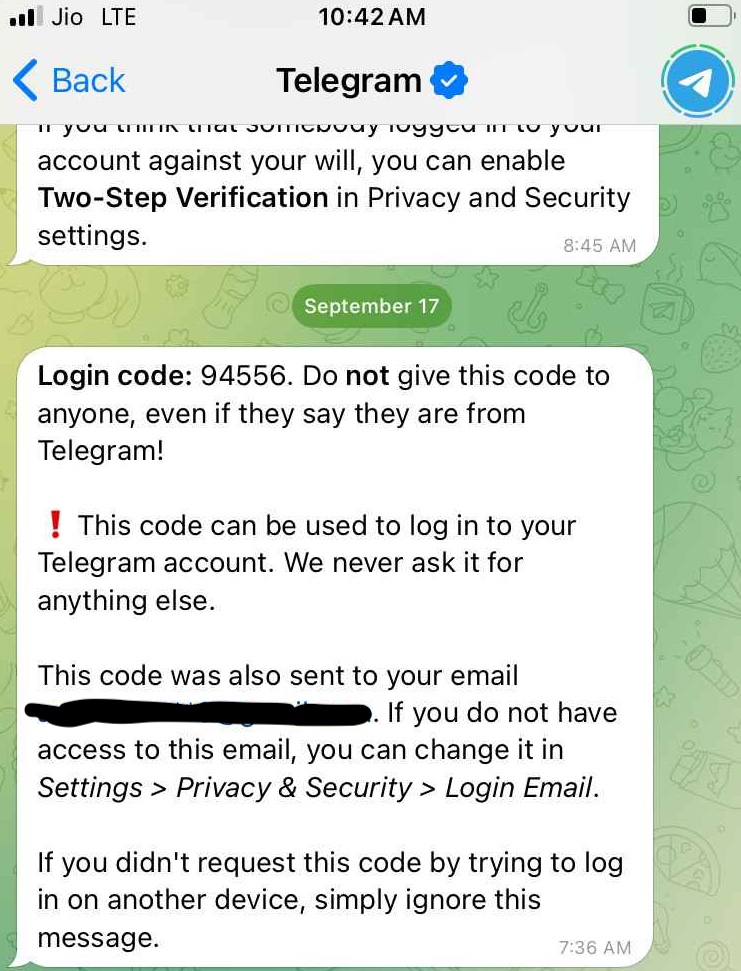 Jio LTE
10:42 AM
Back
Telegram
account against your will, you can enable
Two-Step Verification in Privacy and Security
settings.
8:45 AM
September 17
Login code: 94556. Do not give this code to
anyone, even if they say they are from
Telegram!
❗ This code can be used to log in to your
Telegram account. We never ask it for
anything else.
This code was also sent to your email
. If you do not have
access to this email, you can change it in
Settings > Privacy & Security > Login Email.
If you didn't request this code by trying to log
in on another device, simply ignore this
message.
7:36 AM